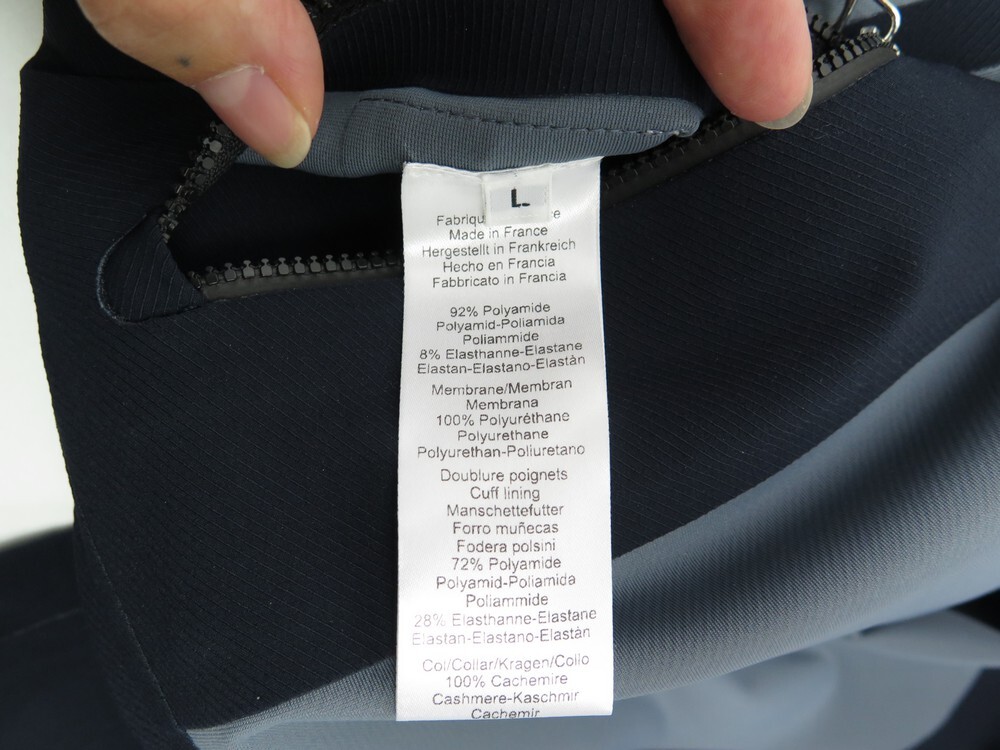 L
Fabriqu re
Made in France
Hergestellt in Frankreich
Hecho en Francia
Fabbricato in Francia
92% Polyamide
Polyamid-Poliamida
Poliammide
8% Elasthanne-Elastane
Elastan-Elastano-Elastàn
Membrane/Membran
Membrana
100% Polyuréthane
Polyurethane
Polyurethan-Poliuretano
Doublure poignets
Cuff lining
Manschettefutter
Forro muñecas
Fodera polsini
72% Polyamide
Polyamid-Poliamida
Poliammide
28% Elasthanne-Elastane
Elastan-Elastano-Elastàn
Col/Collar/Kragen/Collo
100% Cachemire
Cashmere-Kaschmir
Cachemir